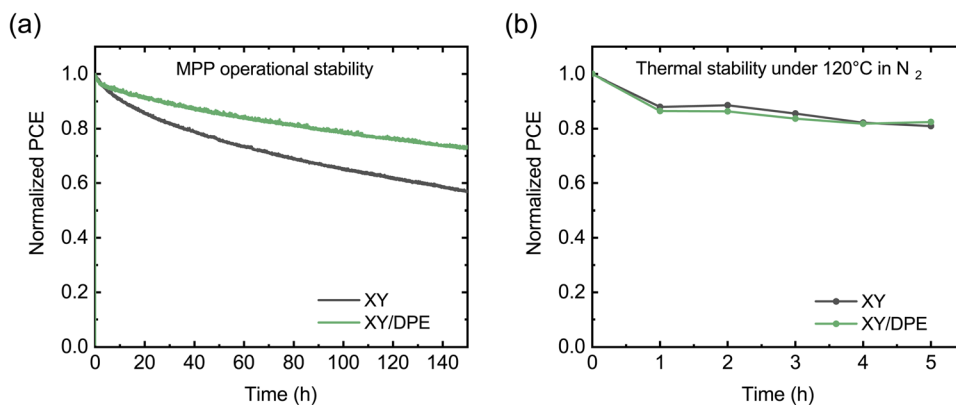 (a)
MPP operational stability
Normalized PCE
1.0
0.8
0.6
0.4
0.2
0.0
XY
XY/DPE
0 20 40 60 80 100 120 140
Time (h)
(b)
Thermal stability under 120°C in N 2
Normalized PCE
1.0
0.8
0.6
0.4
0.2
0.0
XY
XY/DPE
0 1 2 3 4 5
Time (h)